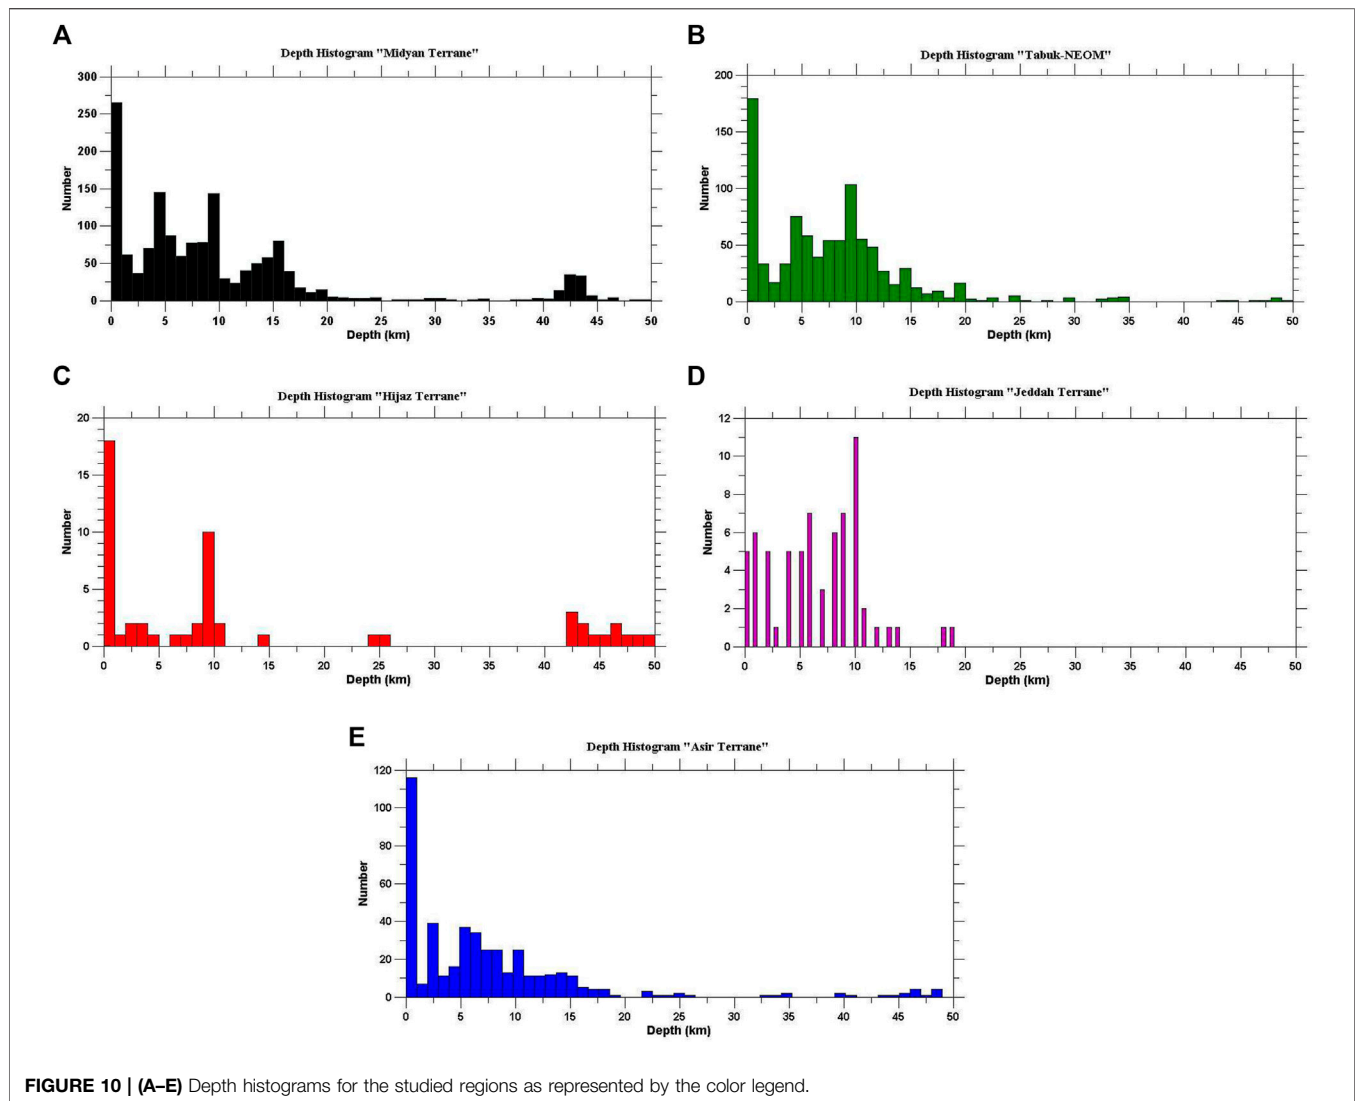 A
Depth Histogram "Midyan Terrane"
300
250
200
150
100
50
0
Number
0 5 10 15 20 25 30 35 40 45 50
Depth (km)
B
Depth Histogram "Tabuk-NEOM"
200
150
100
50
0
Number
0 5 10 15 20 25 30 35 40 45 50
Depth (km)
C
Depth Histogram "Hijaz Terrane"
20
15
10
5
0
Number
0 5 10 15 20 25 30 35 40 45 50
Depth (km)
D
Depth Histogram "Jeddah Terrane"
12
10
8
6
4
2
0
Number
0 5 10 15 20 25 30 35 40 45 50
Depth (km)
E
Depth Histogram "Asir Terrane"
120
100
80
60
40
20
0
Number
0 5 10 15 20 25 30 35 40 45 50
Depth (km)
FIGURE 10 | (A–E) Depth histograms for the studied regions as represented by the color legend.